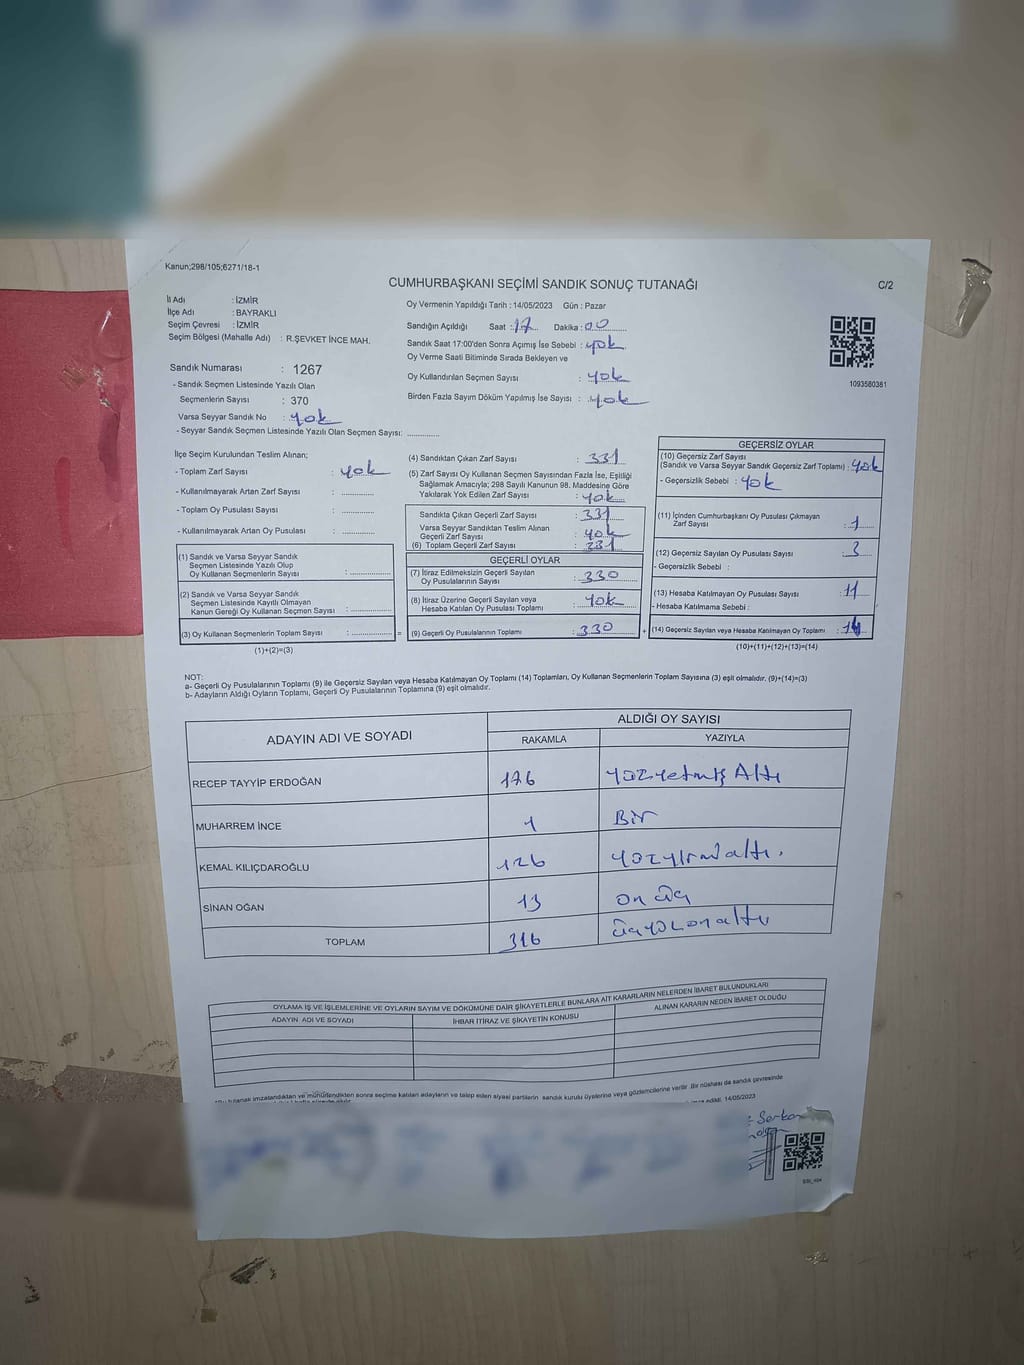 Kanun;298/105;6271/18-1
CUMHURBAŞKANI SEÇİMİ SANDIK SONUÇ TUTANAĞI
C/2
İl Adı : İZMİR
İlçe Adı : BAYRAKLI
Seçim Çevresi : İZMİR
Seçim Bölgesi (Mahalle Adı) : R.ŞEVKET İNCE MAH.
Sandık Numarası : 1267
- Sandık Seçmen Listesinde Yazılı Olan
Seçmenlerin Sayısı : 370
Varsa Seyyar Sandık No : Yok
- Seyyar Sandık Seçmen Listesinde Yazılı Olan Seçmen Sayısı: ............
Oy Vermenin Yapıldığı Tarih : 14/05/2023 Gün : Pazar
Sandığın Açıldığı Saat : 17 Dakika : 00
Sandık Saat 17:00'den Sonra Açımış İse Sebebi : yok
Oy Verme Saati Bitiminde Sırada Bekleyen ve
Oy Kullandırılan Seçmen Sayısı : yok
Birden Fazla Sayım Döküm Yapılmış İse Sayısı : yok
1093580381
İlçe Seçim Kurulundan Teslim Alınan;
- Toplam Zarf Sayısı : yok
- Kullanılmayarak Artan Zarf Sayısı : ............
- Toplam Oy Pusulası Sayısı : ............
- Kullanılmayarak Artan Oy Pusulası : ............
(1) Sandık ve Varsa Seyyar Sandık
Seçmen Listesinde Yazılı Olup
Oy Kullanan Seçmenlerin Sayısı : ............
(2) Sandık ve Varsa Seyyar Sandık
Seçmen Listesinde Kayıtlı Olmayan
Kanun Gereği Oy Kullanan Seçmen Sayısı : ............
(3) Oy Kullanan Seçmenlerin Toplam Sayısı : ............ =
(1)+(2)=(3)
(4) Sandıktan Çıkan Zarf Sayısı : 331
(5) Zarf Sayısı Oy Kullanan Seçmen Sayısından Fazla İse, Eşitliği
Sağlamak Amacıyla; 298 Sayılı Kanunun 98. Maddesine Göre
Yakılarak Yok Edilen Zarf Sayısı : yok
Sandıkta Çıkan Geçerli Zarf Sayısı : 331
Varsa Seyyar Sandıktan Teslim Alınan
Geçerli Zarf Sayısı : yok
(6) Toplam Geçerli Zarf Sayısı : 331
GEÇERLİ OYLAR
(7) İtiraz Edilmeksizin Geçerli Sayılan
Oy Pusulalarının Sayısı : 330
(8) İtiraz Üzerine Geçerli Sayılan veya
Hesaba Katılan Oy Pusulası Toplamı : yok
(9) Geçerli Oy Pusulalarının Toplamı : 330 +
GEÇERSİZ OYLAR
(10) Geçersiz Zarf Sayısı
(Sandık ve Varsa Seyyar Sandık Geçersiz Zarf Toplamı) : yok
- Geçersizlik Sebebi : yok
(11) İçinden Cumhurbaşkanı Oy Pusulası Çıkmayan
Zarf Sayısı : 1
(12) Geçersiz Sayılan Oy Pusulası Sayısı : 3
- Geçersizlik Sebebi :
(13) Hesaba Katılmayan Oy Pusulası Sayısı : 11
- Hesaba Katılmama Sebebi :
(14) Geçersiz Sayılan veya Hesaba Katılmayan Oy Toplamı :
(10)+(11)+(12)+(13)=(14)
NOT:
a- Geçerli Oy Pusulalarının Toplamı (9) ile Geçersiz Sayılan veya Hesaba Katılmayan Oy Toplamı (14) Toplamları, Oy Kullanan Seçmenlerin Toplam Sayısına (3) eşit olmalıdır. (9)+(14)=(3)
b- Adayların Aldığı Oyların Toplamı, Geçerli Oy Pusulalarının Toplamına (9) eşit olmalıdır.
ADAYIN ADI VE SOYADI ALDIĞI OY SAYISI
RAKAMLA YAZIYLA
RECEP TAYYİP ERDOĞAN 176 yüzyetmiş Altı
MUHARREM İNCE 1 Bir
KEMAL KILIÇDAROĞLU 126 yüzyirmialtı.
SİNAN OĞAN 13 on üç
TOPLAM 316 üçyüzonaltı
OYLAMA İŞ VE İŞLEMLERİNE VE OYLARIN SAYIM VE DÖKÜMÜNE DAİR ŞİKAYETLERLE BUNLARA AİT KARARLARIN NELERDEN İBARET BULUNDUKLARI
ADAYIN ADI VE SOYADI İHBAR İTİRAZ VE ŞİKAYETİN KONUSU ALINAN KARARIN NEDEN İBARET OLDUĞU
tutanak imzalandıktan ve mühürlendikten sonra seçime katılan adayların ve talep eden siyasi partilerin sandık kurulu üyelerine veya gözlemcilerine verilir. Bir nüshası da sandık çevresinde
edildi. 14/05/2023